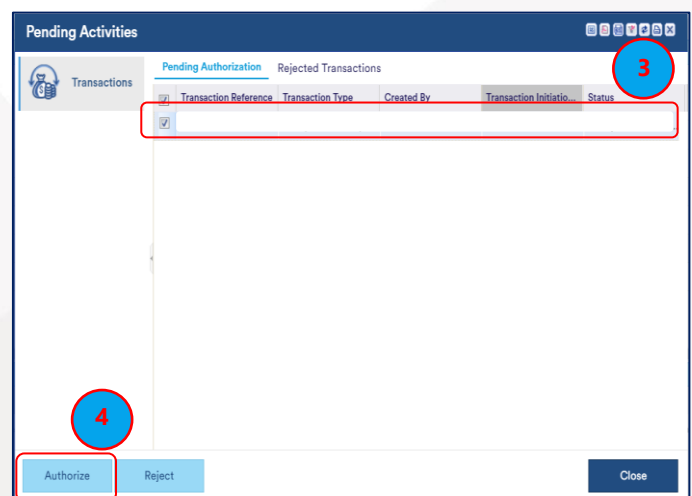 Pending Activities
Transactions
Pending Authorization Rejected Transactions
3
Transaction Reference Transaction Type Created By Transaction Initiatio... Status
4
Authorize Reject Close